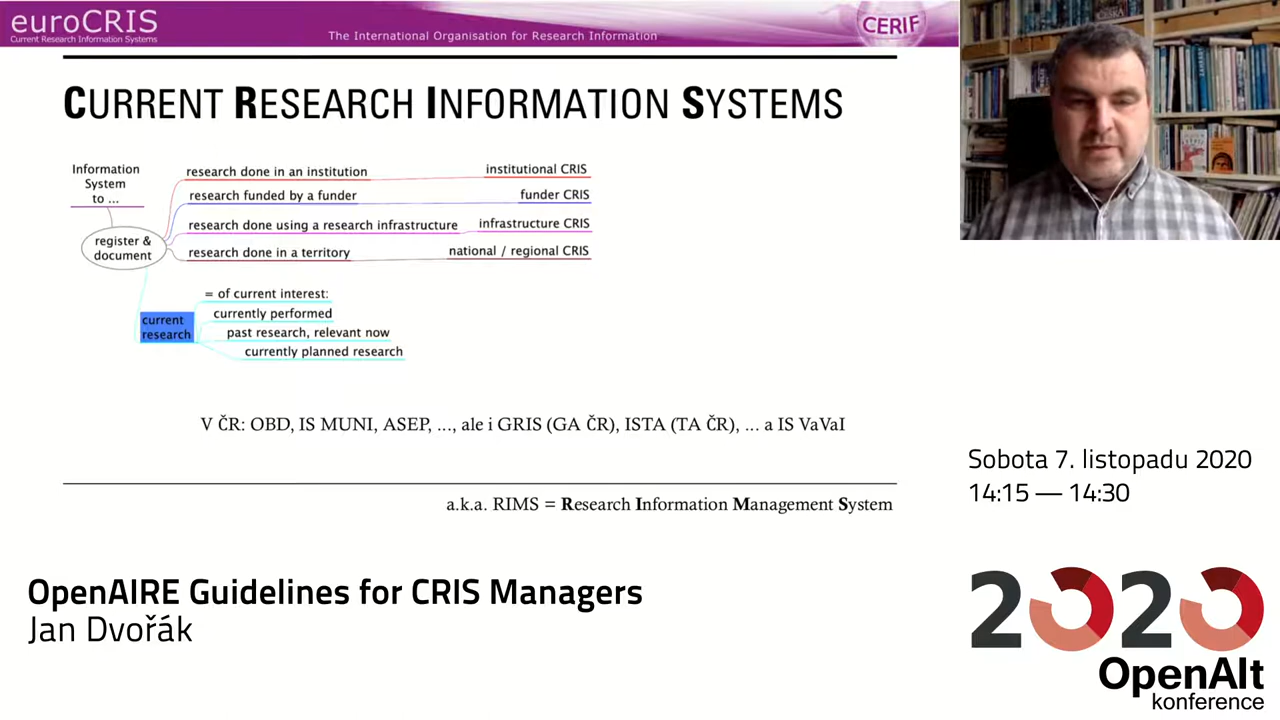 euroCRIS
Current Research Information Systems
The International Organisation for Research Information
CERIF
CURRENT RESEARCH INFORMATION SYSTEMS
Information
System
to ...
register &
document
research done in an institution
institutional CRIS
research funded by a funder
funder CRIS
research done using a research infrastructure
infrastructure CRIS
research done in a territory
national / regional CRIS
current
research
= of current interest:
currently performed
past research, relevant now
currently planned research
V ČR: OBD, IS MUNI, ASEP, ..., ale i GRIS (GA ČR), ISTA (TA ČR), ... a IS VaVaI
a.k.a. RIMS = Research Information Management System
Sobota 7. listopadu 2020
14:15 — 14:30
OpenAIRE Guidelines for CRIS Managers
Jan Dvořák
2020
OpenAlt
konference